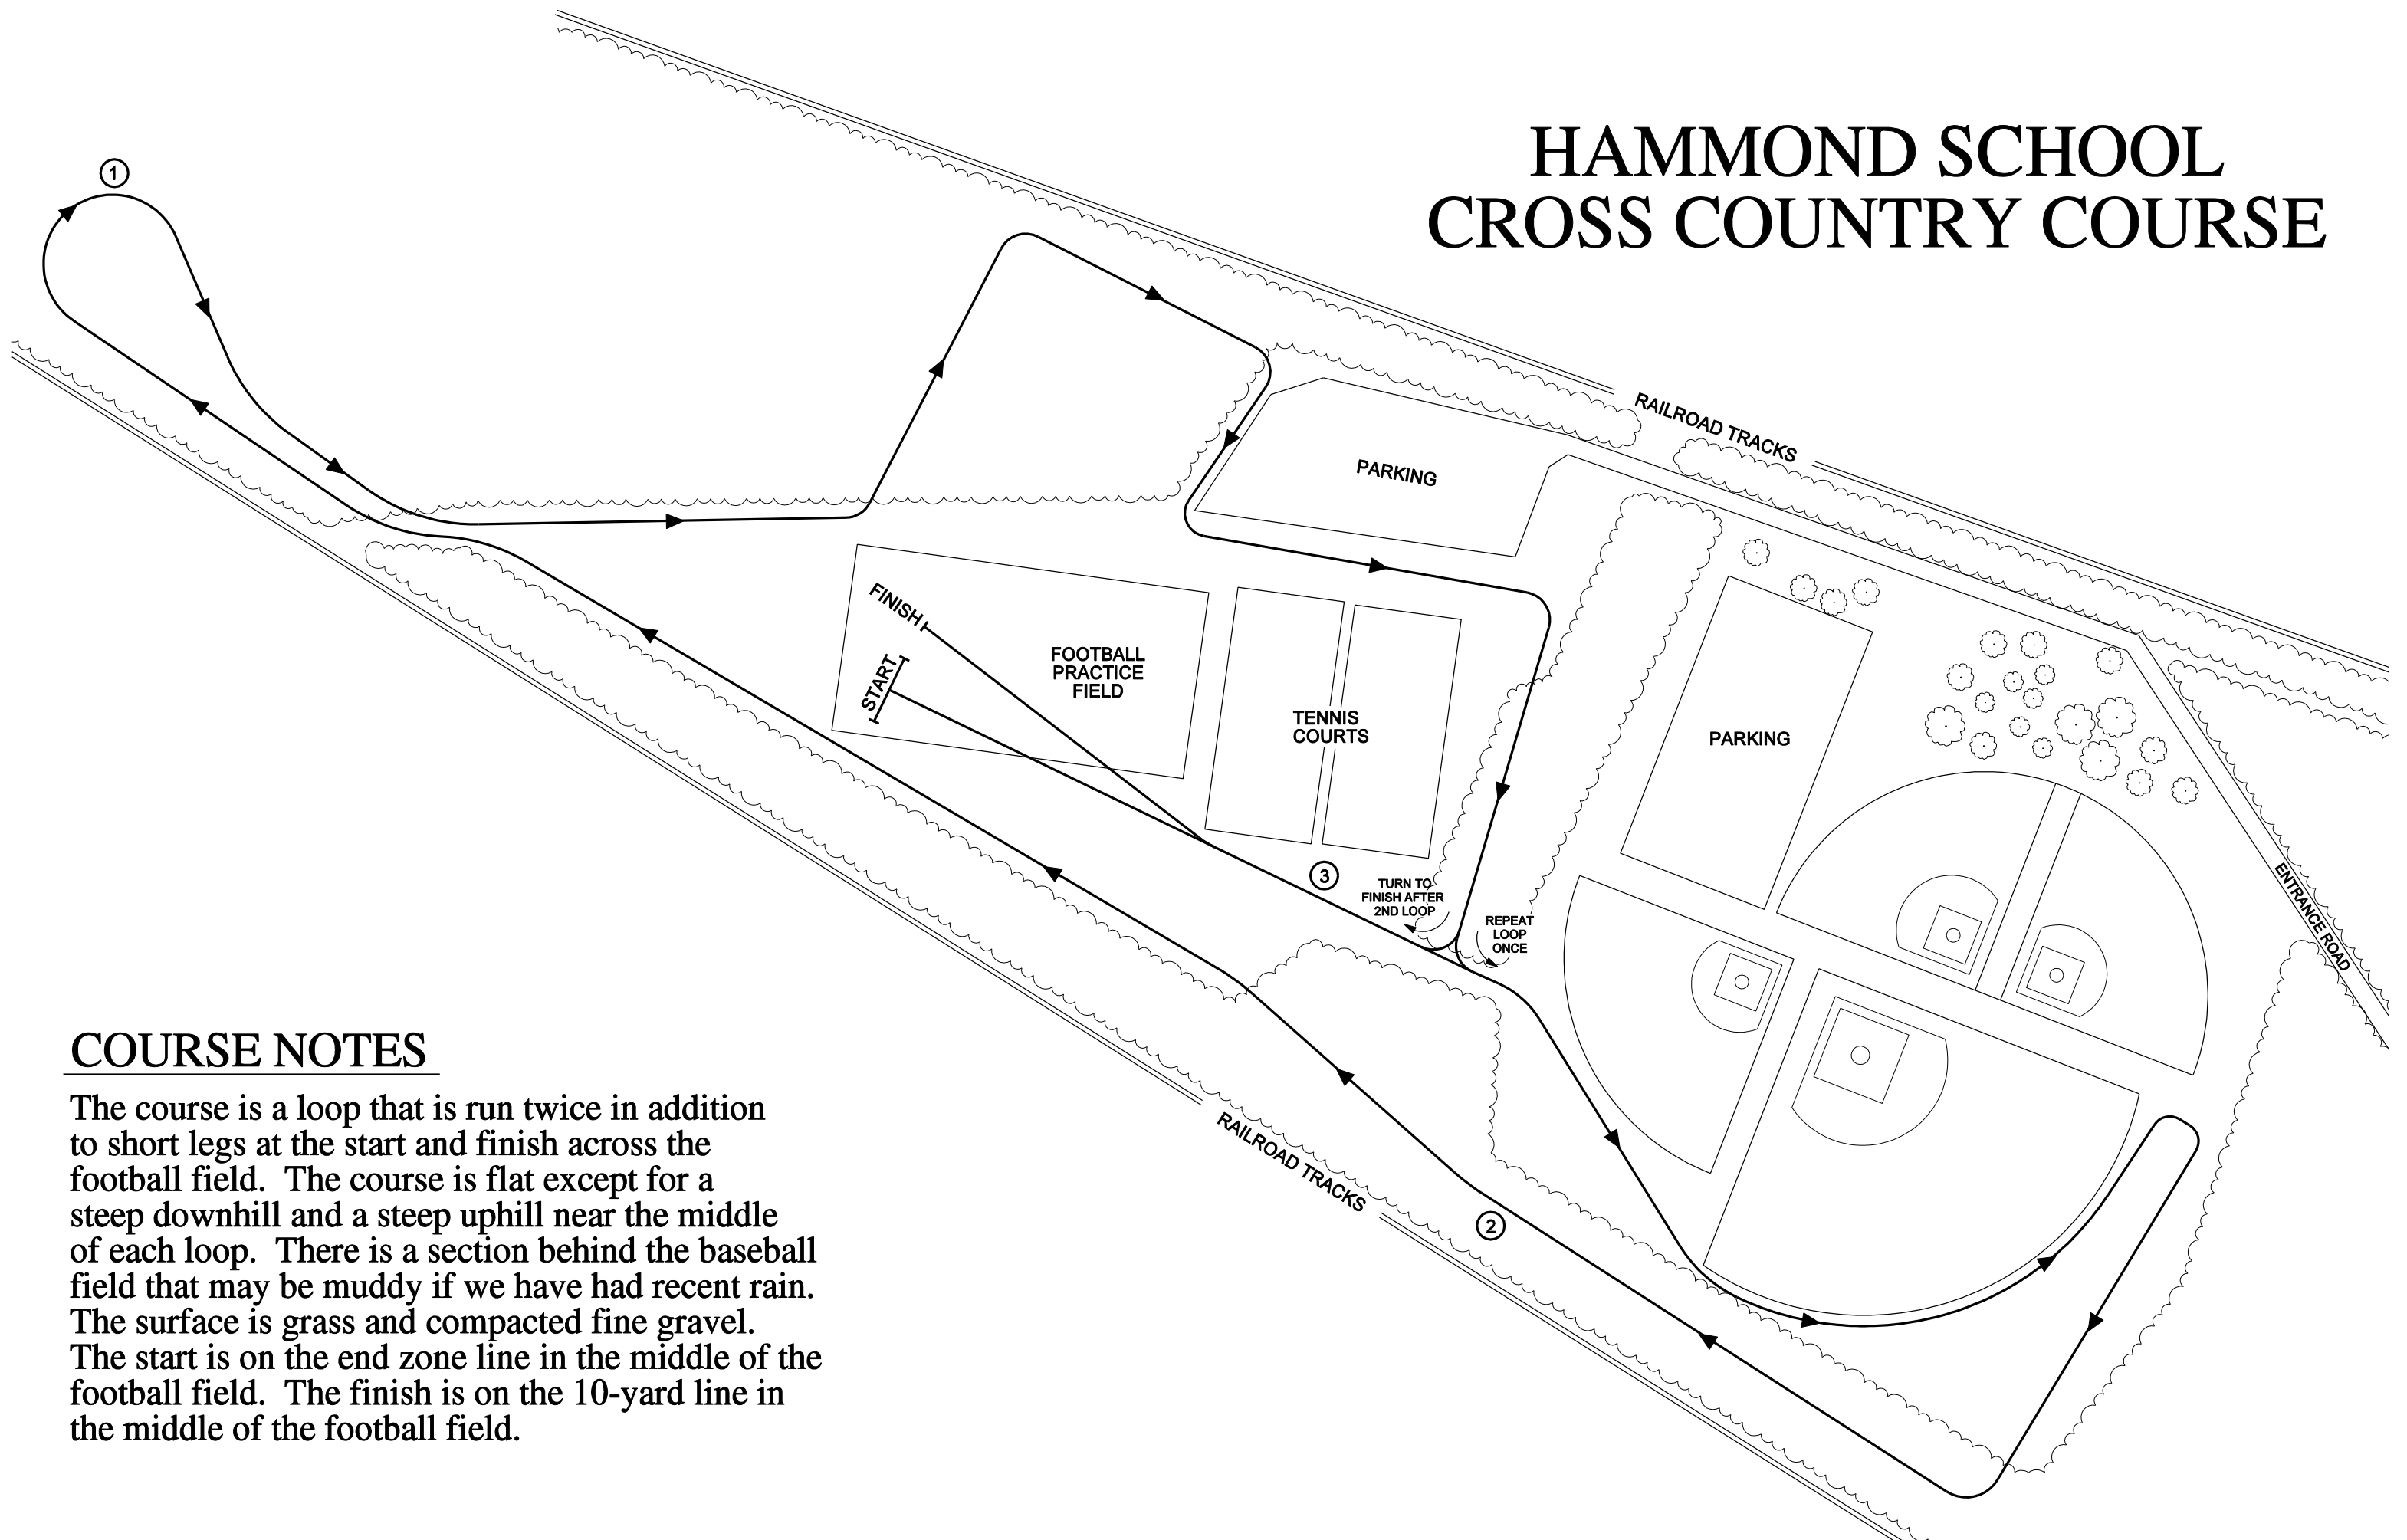 HAMMOND SCHOOL
CROSS COUNTRY COURSE
1
RAILROAD TRACKS
PARKING
FINISH
START
FOOTBALL
PRACTICE
FIELD
TENNIS
COURTS
PARKING
ENTRANCE ROAD
3
TURN TO
FINISH AFTER
2ND LOOP
REPEAT
LOOP
ONCE
RAILROAD TRACKS
2
COURSE NOTES
The course is a loop that is run twice in addition
to short legs at the start and finish across the
football field.  The course is flat except for a
steep downhill and a steep uphill near the middle
of each loop.  There is a section behind the baseball
field that may be muddy if we have had recent rain.
The surface is grass and compacted fine gravel.
The start is on the end zone line in the middle of the
football field.  The finish is on the 10-yard line in
the middle of the football field.